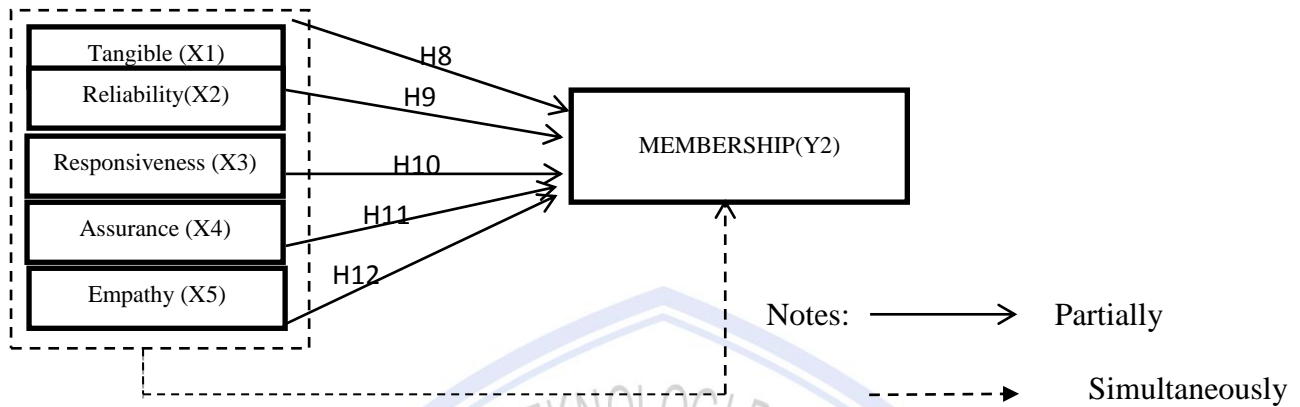 Tangible (X1)
Reliability(X2)
Responsiveness (X3)
Assurance (X4)
Empathy (X5)
H8
H9
H10
H11
H12
MEMBERSHIP(Y2)
Notes:
Partially
Simultaneously